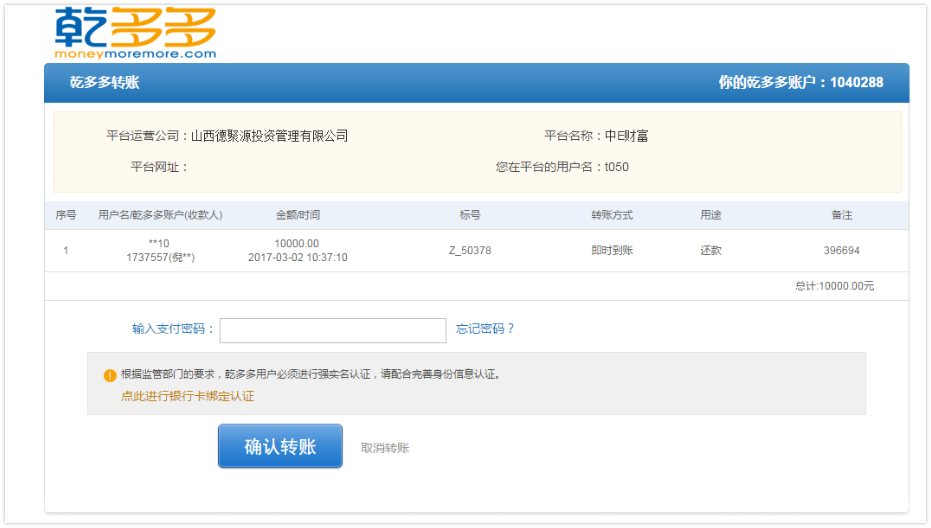 乾多多
moneymoremore.com
乾多多转账 你的乾多多账户：1040288
平台运营公司：山西德聚源投资管理有限公司 平台名称：中E财富
平台网址： 您在平台的用户名：t050
序号 用户名/乾多多账户(收款人) 金额/时间 标号 转账方式 用途 备注
1 **10 10000.00 Z_50378 即时到账 还款 396694
1737557(倪**) 2017-03-02 10:37:10
总计:10000.00元
输入支付密码： 忘记密码？
根据监管部门的要求，乾多多用户必须进行强实名认证，请配合完善身份信息认证。
点此进行银行卡绑定认证
确认转账 取消转账